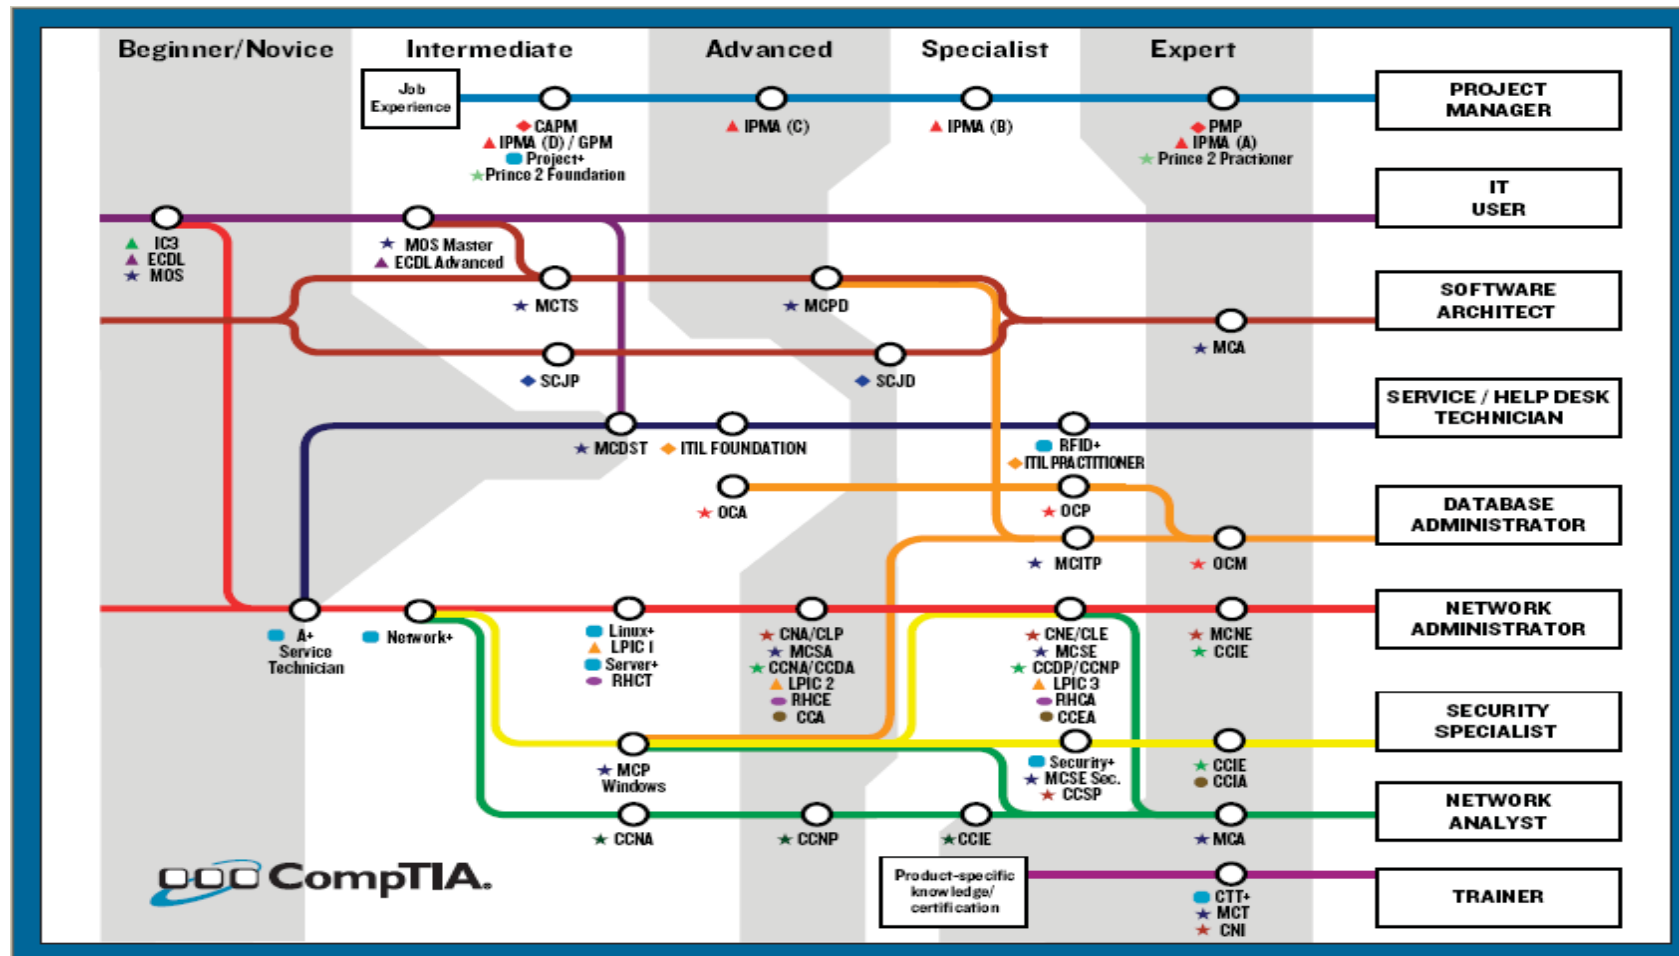 Beginner/Novice
Intermediate
Advanced
Specialist
Expert
Job
Experience
CAPM
IPMA (D) / GPM
Project+
Prince 2 Foundation
IPMA (C)
IPMA (B)
PMP
IPMA (A)
Prince 2 Practioner
PROJECT
MANAGER
IC3
ECDL
MOS
MOS Master
ECDL Advanced
IT
USER
MCTS
MCPD
SCJP
SCJD
MCA
SOFTWARE
ARCHITECT
MCDST
ITIL FOUNDATION
RFID+
ITIL PRACTITIONER
SERVICE / HELP DESK
TECHNICIAN
OCA
OCP
MCITP
OCM
DATABASE
ADMINISTRATOR
A+
Service
Technician
Network+
Linux+
LPIC I
Server+
RHCT
CNA/CLP
MCSA
CCNA/CCDA
LPIC 2
RHCE
CCA
CNE/CLE
MCSE
CCDP/CCNP
LPIC 3
RHCA
CCEA
MCNE
CCIE
NETWORK
ADMINISTRATOR
MCP
Windows
Security+
MCSE Sec.
CCSP
CCIE
CCIA
SECURITY
SPECIALIST
CCNA
CCNP
CCIE
MCA
NETWORK
ANALYST
CompTIA.
Product-specific
knowledge/
certification
CTT+
MCT
CNI
TRAINER